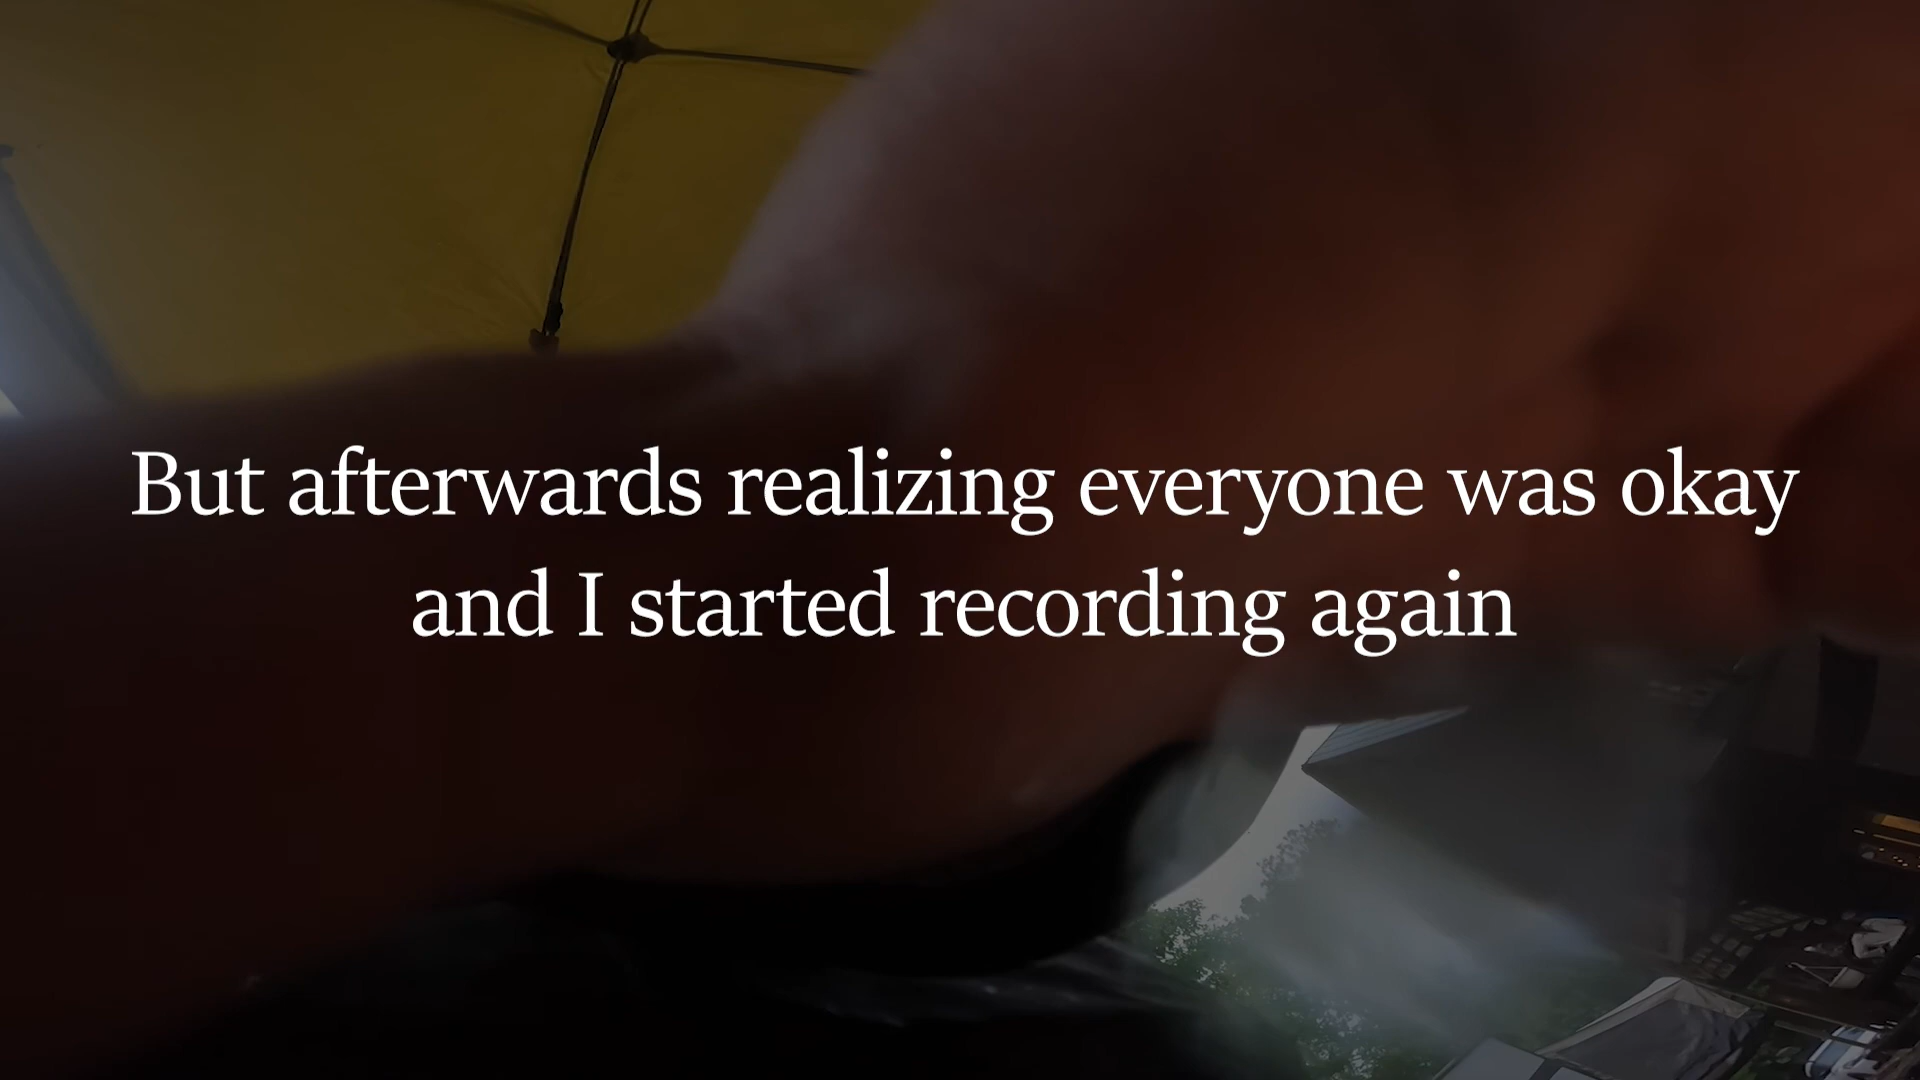 But afterwards realizing everyone was okay
and I started recording again